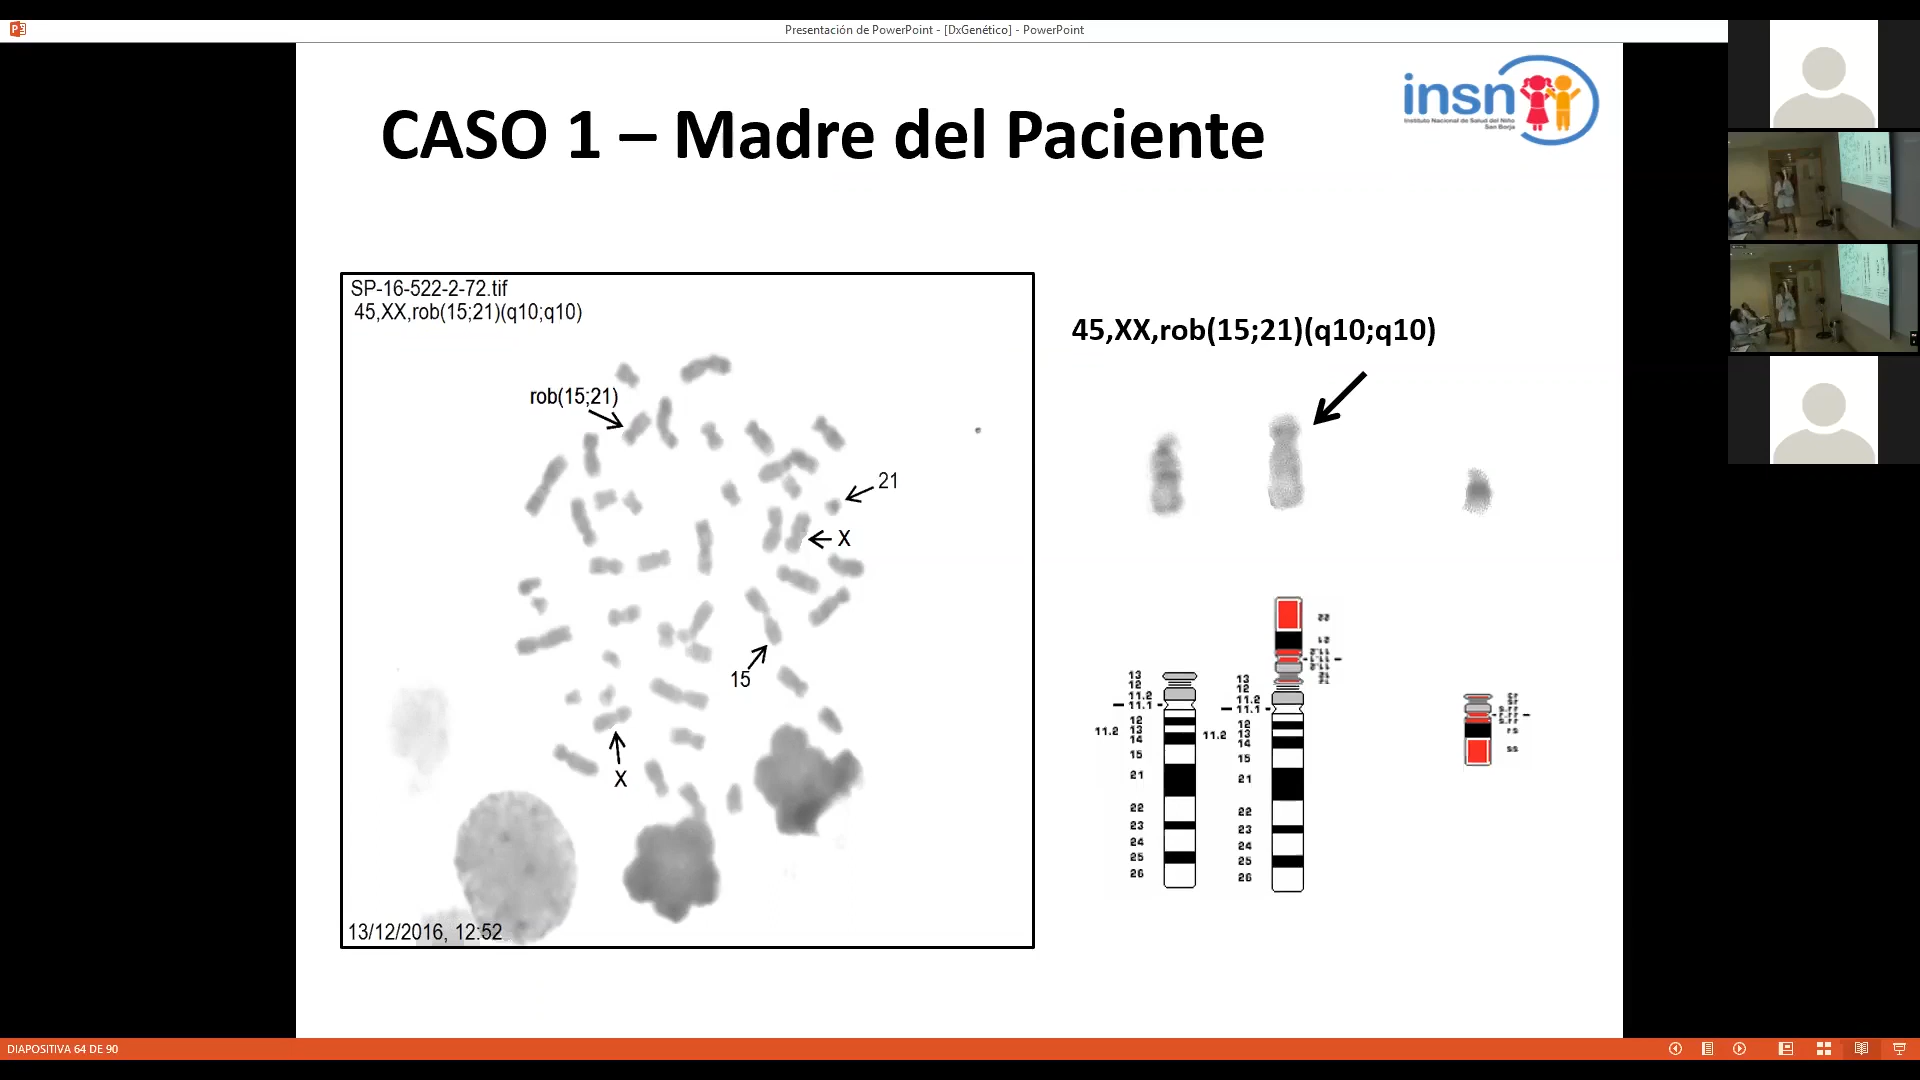 Presentación de PowerPoint - [DxGenético] - PowerPoint
insn
Instituto Nacional de Salud del Niño
San Borja
CASO 1 – Madre del Paciente
SP-16-522-2-72.tif
45,XX,rob(15;21)(q10;q10)
rob(15;21)
21
X
15
X
13/12/2016, 12:52
45,XX,rob(15;21)(q10;q10)
13
12
11.2
11.1
12
13
11.2
14
15
21
22
23
24
25
26
22
21
13
12
11.2
11.1
12
13
11.2
14
15
21
22
23
24
25
26
DIAPOSITIVA 64 DE 90